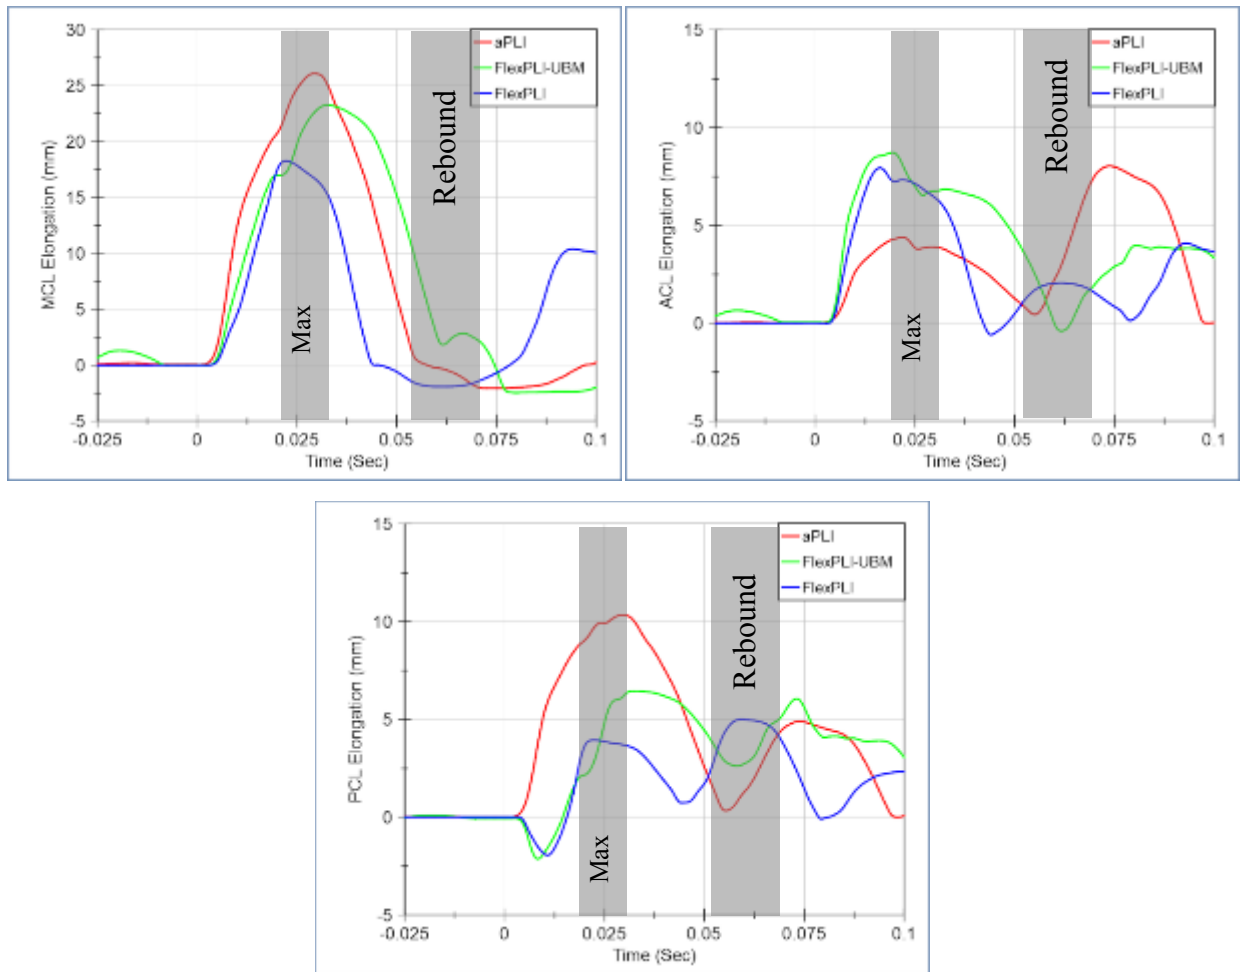 30
25
20
15
10
5
0
-5
MCL Elongation (mm)
-0.025
0
0.025
0.05
0.075
0.1
Time (Sec)
Max
Rebound
aPLI
FlexPLI-UBM
FlexPLI
15
10
5
0
-5
ACL Elongation (mm)
-0.025
0
0.025
0.05
0.075
0.1
Time (Sec)
Max
Rebound
aPLI
FlexPLI-UBM
FlexPLI
15
10
5
0
-5
PCL Elongation (mm)
-0.025
0
0.025
0.05
0.075
0.1
Time (Sec)
Max
Rebound
aPLI
FlexPLI-UBM
FlexPLI